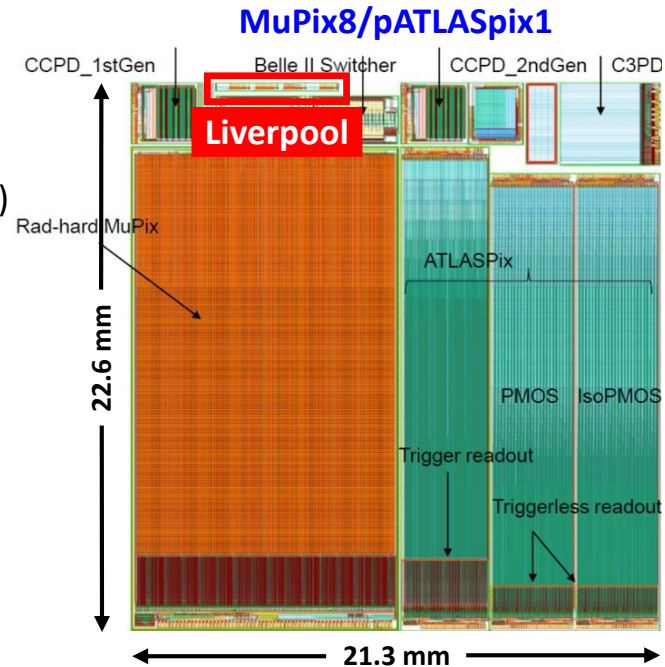 MuPix8/pATLASpix1
CCPD_1stGen
Belle II Switcher
CCPD_2ndGen
C3PD
Liverpool
)
Rad-hard MuPix
ATLASPix
22.6 mm
PMOS
IsoPMOS
Trigger readout
Triggerless readout
21.3 mm